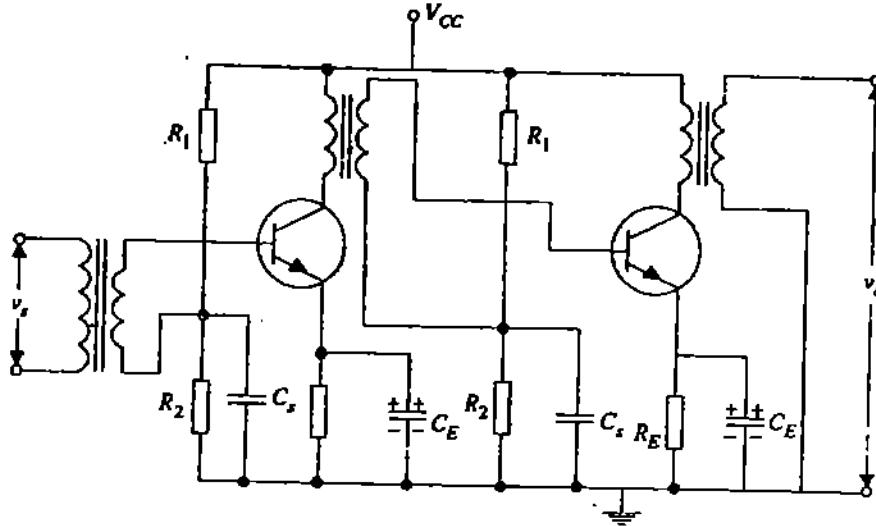 V_CC
R_1
R_1
v_s
R_2
C_s
+ +
– –
C_E
R_2
C_s
R_E
+ +
– –
C_E